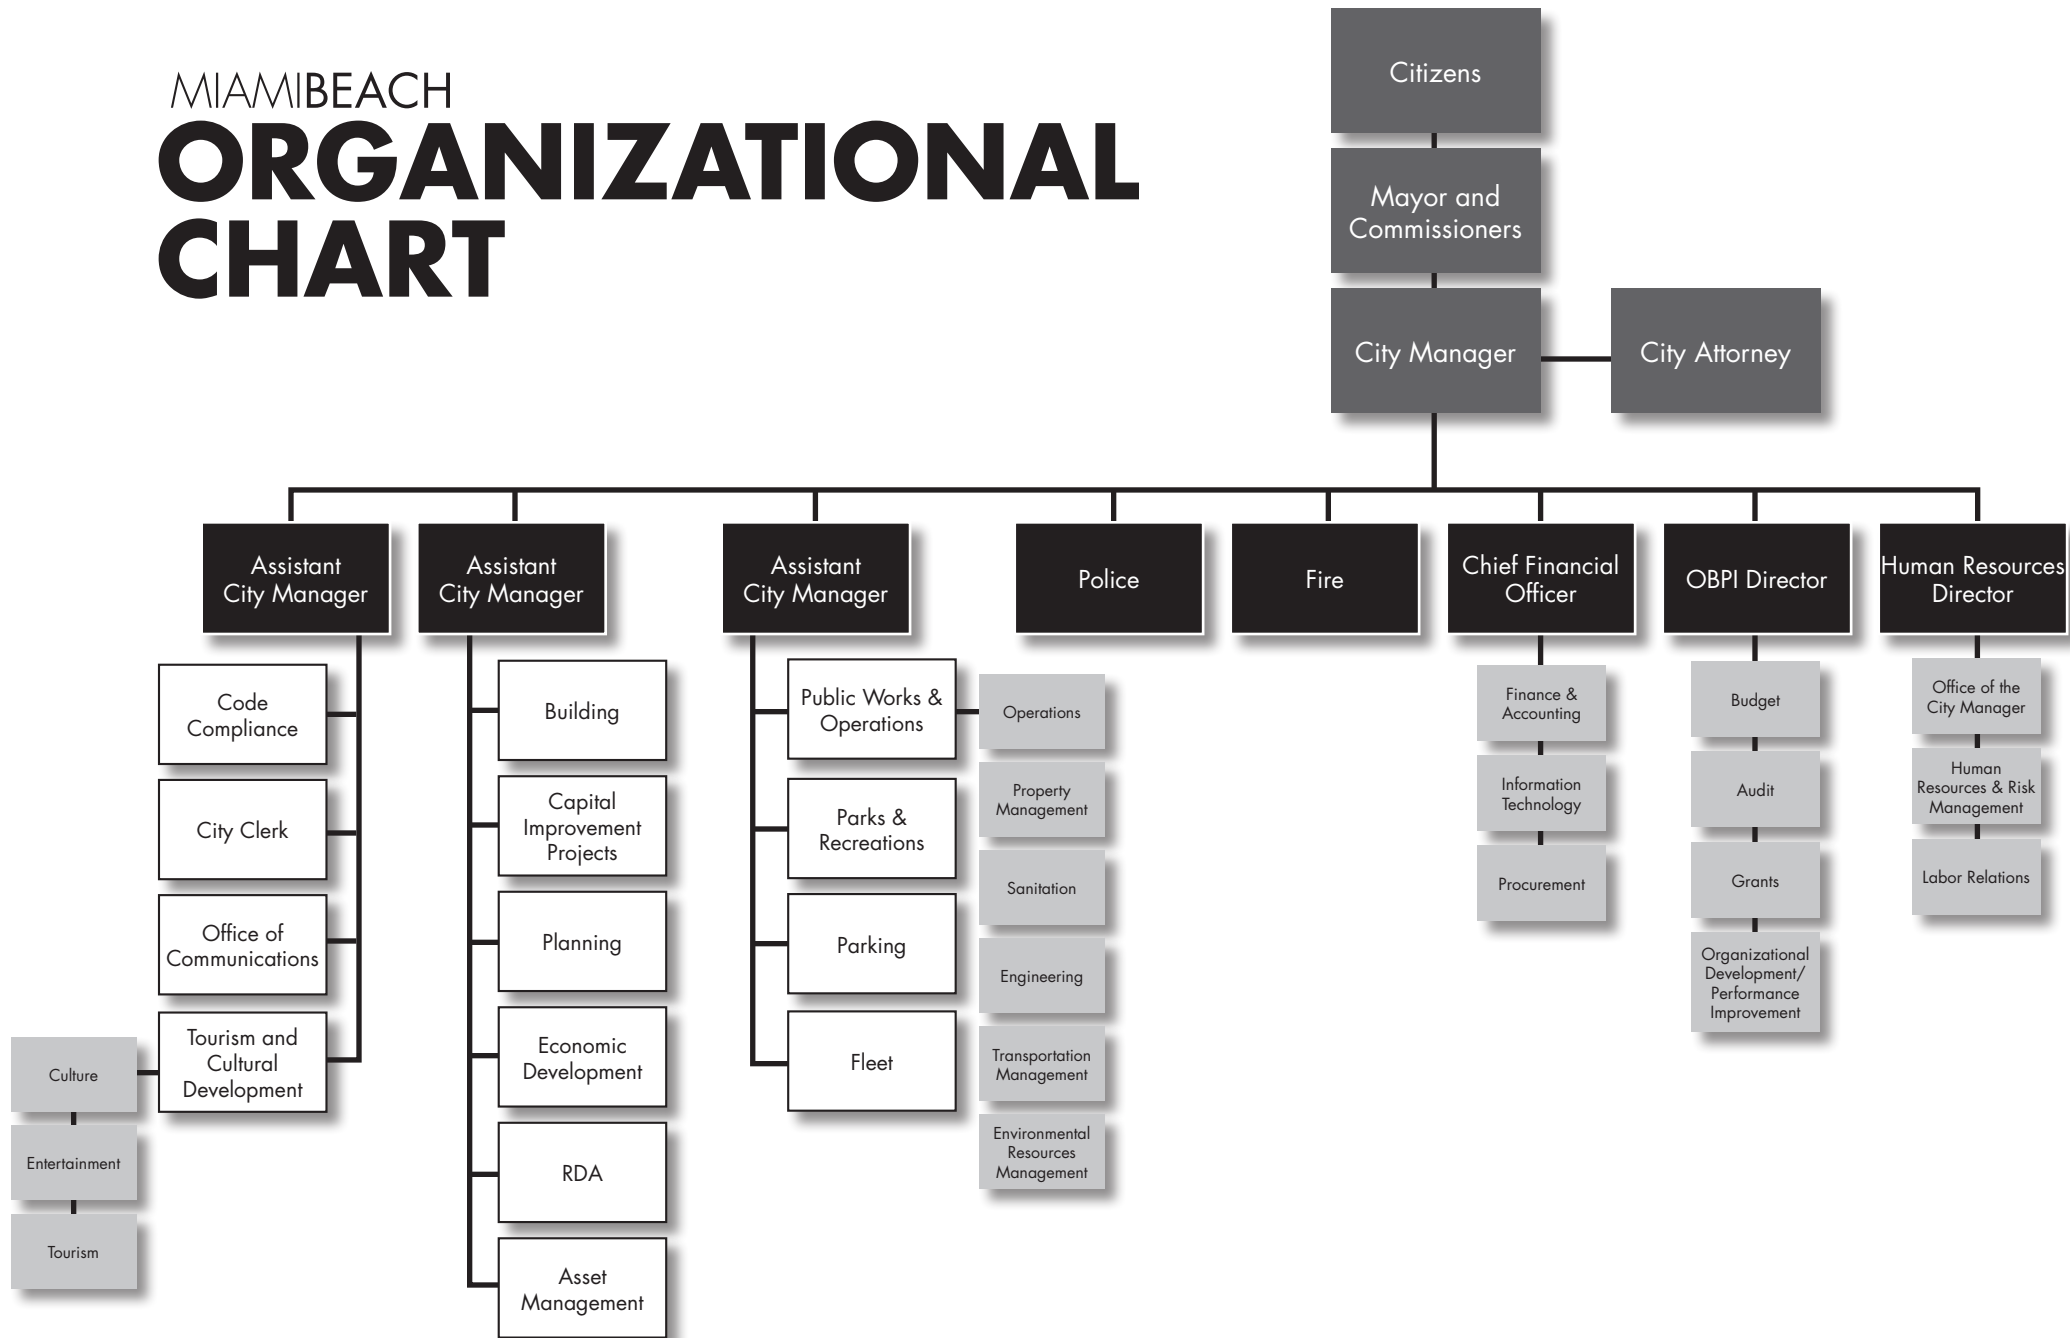 MIAMIBEACH
ORGANIZATIONAL
CHART
Citizens
Mayor and
Commissioners
City Manager
City Attorney
Assistant
City Manager
Assistant
City Manager
Assistant
City Manager
Police
Fire
Chief Financial
Officer
OBPI Director
Human Resources
Director
Code
Compliance
City Clerk
Office of
Communications
Tourism and
Cultural
Development
Culture
Entertainment
Tourism
Building
Capital
Improvement
Projects
Planning
Economic
Development
RDA
Asset
Management
Public Works &
Operations
Parks &
Recreations
Parking
Fleet
Operations
Property
Management
Sanitation
Engineering
Transportation
Management
Environmental
Resources
Management
Finance &
Accounting
Information
Technology
Procurement
Budget
Audit
Grants
Organizational
Development/
Performance
Improvement
Office of the
City Manager
Human
Resources & Risk
Management
Labor Relations